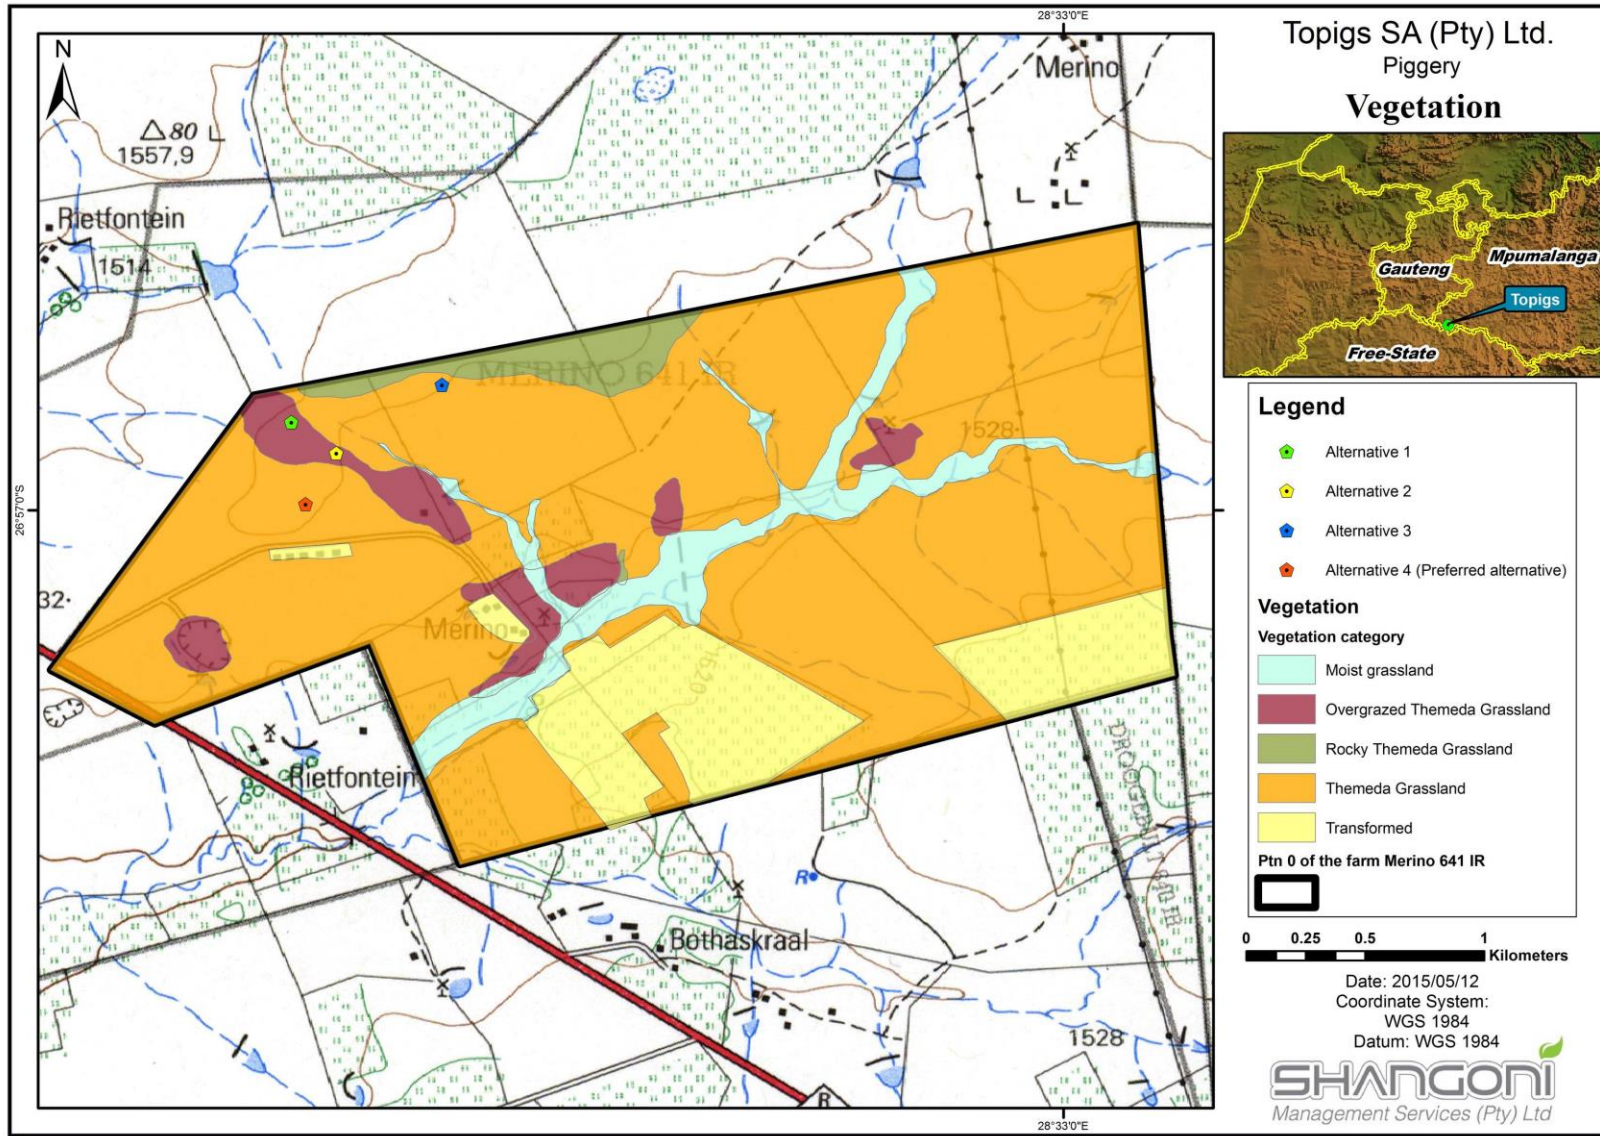 28°33'0"E
Topigs SA (Pty) Ltd.
Piggery
Vegetation
N
Merino
80
1557,9
Rietfontein
1514
Gauteng
Mpumalanga
Topigs
Free-State
MERINO 641 IR
1528
26°57'0"S
32
Merino
1520
Rietfontein
R
Bothaskraal
1528
R
28°33'0"E
Legend
Alternative 1
Alternative 2
Alternative 3
Alternative 4 (Preferred alternative)
Vegetation
Vegetation category
Moist grassland
Overgrazed Themeda Grassland
Rocky Themeda Grassland
Themeda Grassland
Transformed
Ptn 0 of the farm Merino 641 IR
0 0.25 0.5 1
Kilometers
Date: 2015/05/12
Coordinate System:
WGS 1984
Datum: WGS 1984
SHANGONI
Management Services (Pty) Ltd